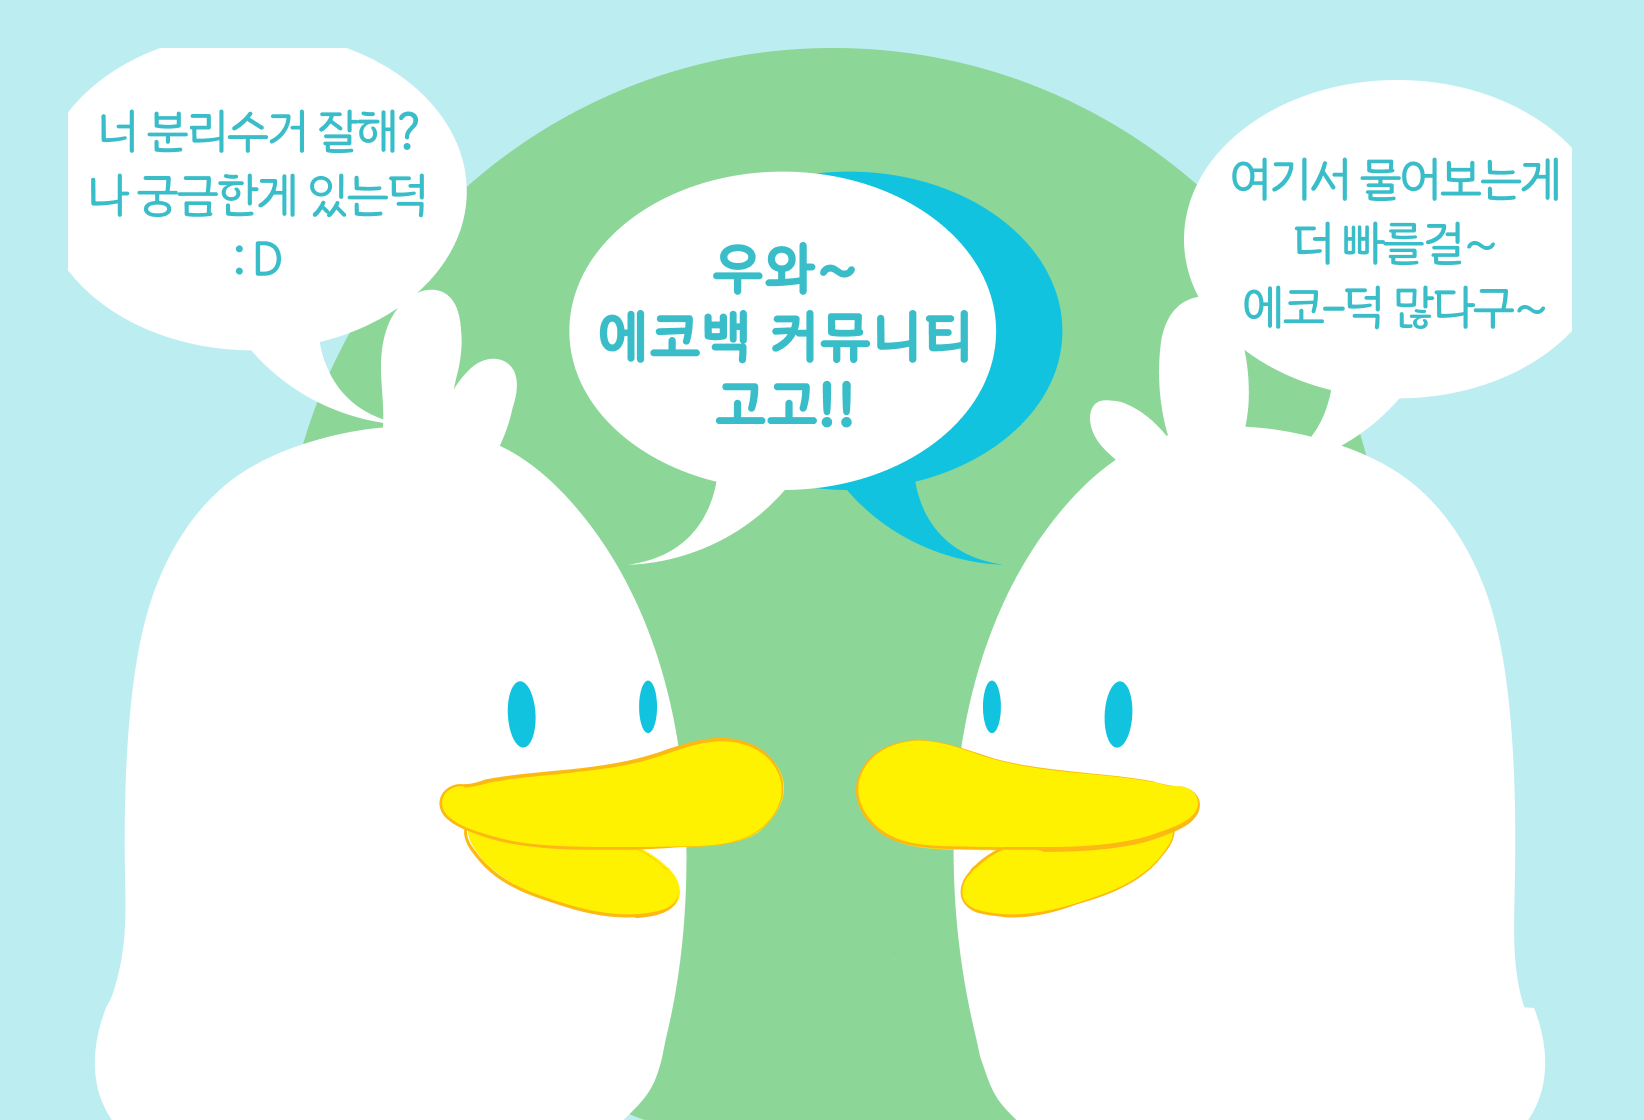 너 분리수거 잘해?
나 궁금한게 있는덕
: D
우와~
에코백 커뮤니티
고고!!
여기서 물어보는게
더 빠를걸~
에코-덕 많다구~